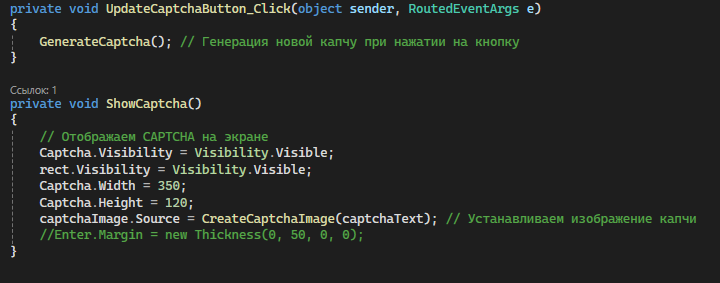 private void UpdateCaptchaButton_Click(object sender, RoutedEventArgs e)
{
GenerateCaptcha(); // Генерация новой капчу при нажатии на кнопку
}
Ссылок: 1
private void ShowCaptcha()
{
// Отображаем CAPTCHA на экране
Captcha.Visibility = Visibility.Visible;
rect.Visibility = Visibility.Visible;
Captcha.Width = 350;
Captcha.Height = 120;
captchaImage.Source = CreateCaptchaImage(captchaText); // Устанавливаем изображение капчи
//Enter.Margin = new Thickness(0, 50, 0, 0);
}